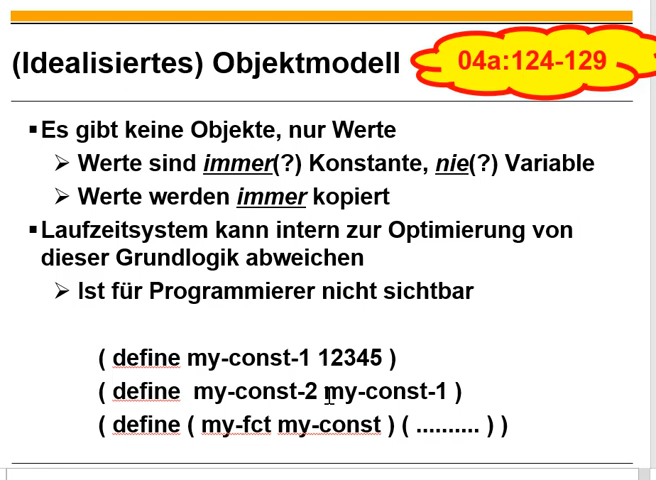 (Idealisiertes) Objektmodell
04a:124-129
▪ Es gibt keine Objekte, nur Werte
➢ Werte sind immer(?) Konstante, nie(?) Variable
➢ Werte werden immer kopiert
▪ Laufzeitsystem kann intern zur Optimierung von
dieser Grundlogik abweichen
➢ Ist für Programmierer nicht sichtbar
( define my-const-1 12345 )
( define my-const-2 my-const-1 )
( define ( my-fct my-const ) ( .......... ) )